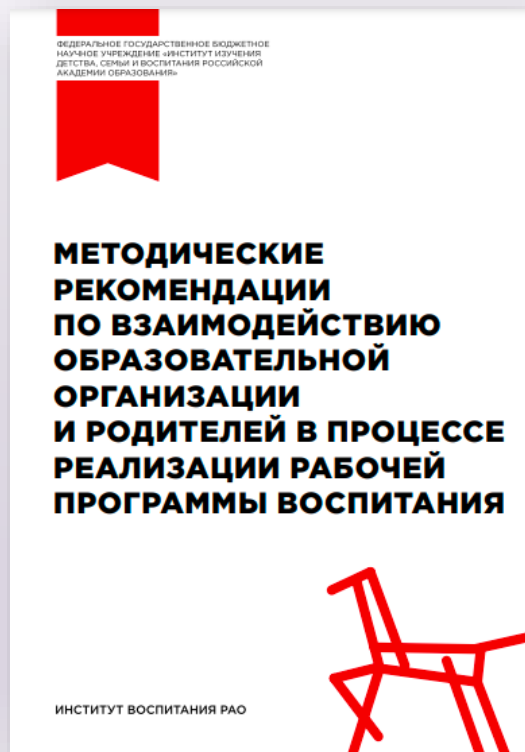 ФЕДЕРАЛЬНОЕ ГОСУДАРСТВЕННОЕ БЮДЖЕТНОЕ
НАУЧНОЕ УЧРЕЖДЕНИЕ «ИНСТИТУТ ИЗУЧЕНИЯ
ДЕТСТВА, СЕМЬИ И ВОСПИТАНИЯ РОССИЙСКОЙ
АКАДЕМИИ ОБРАЗОВАНИЯ»
МЕТОДИЧЕСКИЕ
РЕКОМЕНДАЦИИ
ПО ВЗАИМОДЕЙСТВИЮ
ОБРАЗОВАТЕЛЬНОЙ
ОРГАНИЗАЦИИ
И РОДИТЕЛЕЙ В ПРОЦЕССЕ
РЕАЛИЗАЦИИ РАБОЧЕЙ
ПРОГРАММЫ ВОСПИТАНИЯ
ИНСТИТУТ ВОСПИТАНИЯ РАО